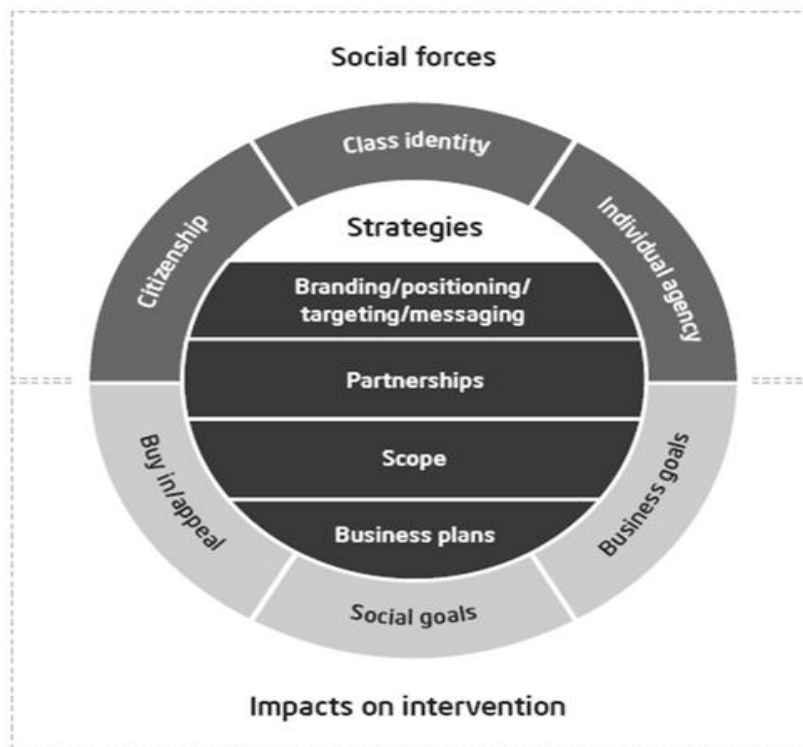 Social forces
Class identity
Citizenship
Individual agency
Strategies
Branding/positioning/
targeting/messaging
Partnerships
Scope
Business plans
Buy in/appeal
Social goals
Business goals
Impacts on intervention